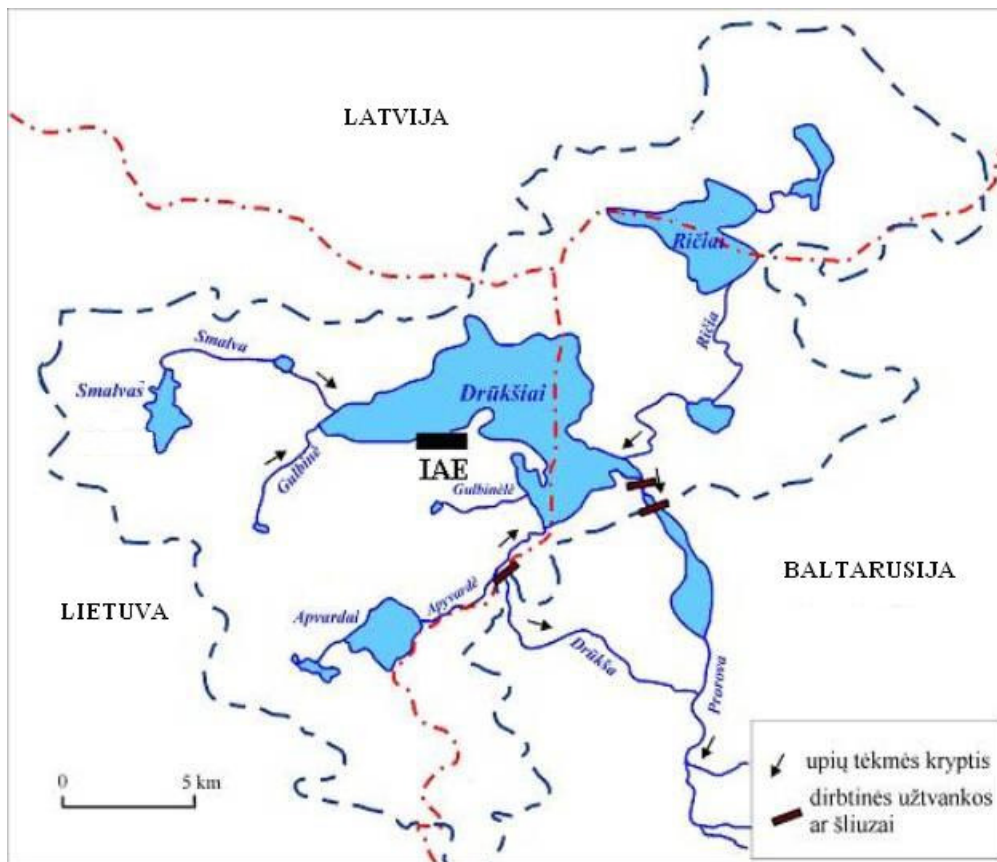 LATVIJA
Ričiai
Ričia
Smalva
Smalvaš
Drūkšiai
IAE
Gulbinė
Gulbinėlė
BALTARUSIJA
LIETUVA
Apyvardė
Apvardai
Drūkša
Prorova
0 5 km
upių tėkmės kryptis
dirbtinės užtvankos
ar šliuzai